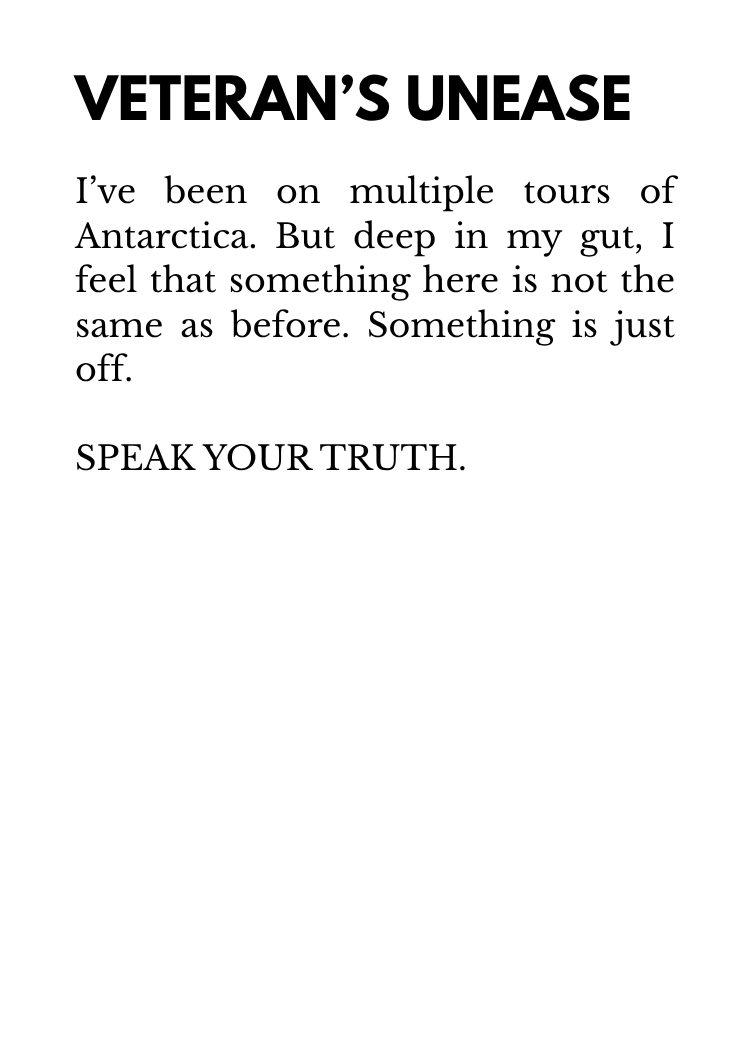 VETERAN’S UNEASE
I’ve been on multiple tours of
Antarctica. But deep in my gut, I
feel that something here is not the
same as before. Something is just
off.
SPEAK YOUR TRUTH.